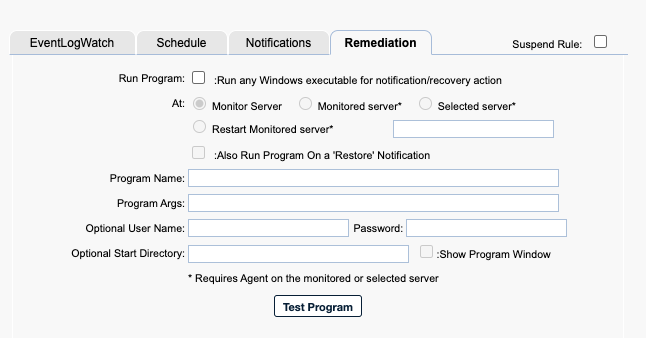 EventLogWatch Schedule Notifications Remediation Suspend Rule:
Run Program: :Run any Windows executable for notification/recovery action
At: Monitor Server Monitored server* Selected server*
Restart Monitored server*
:Also Run Program On a 'Restore' Notification
Program Name:
Program Args:
Optional User Name: Password:
Optional Start Directory: :Show Program Window
* Requires Agent on the monitored or selected server
Test Program